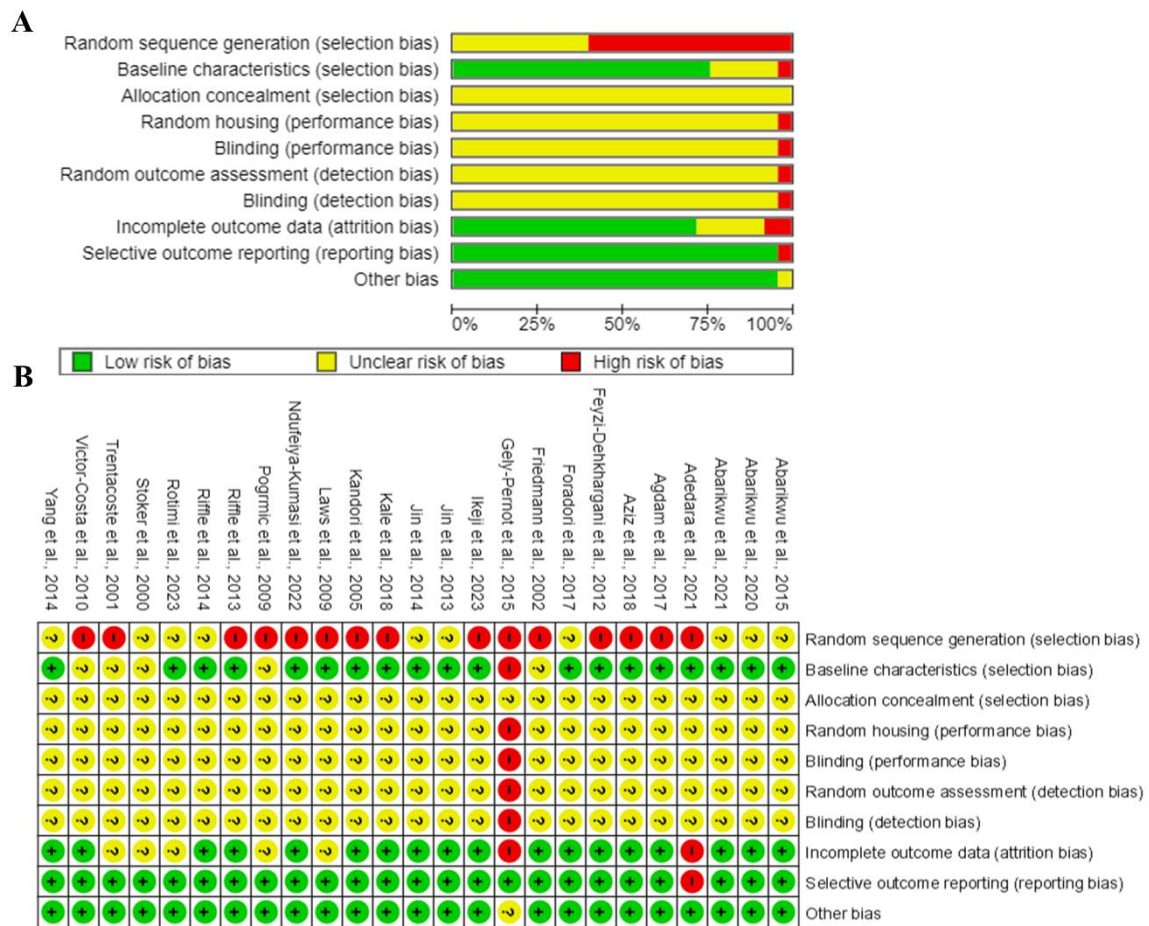 A
Random sequence generation (selection bias)
Baseline characteristics (selection bias)
Allocation concealment (selection bias)
Random housing (performance bias)
Blinding (performance bias)
Random outcome assessment (detection bias)
Blinding (detection bias)
Incomplete outcome data (attrition bias)
Selective outcome reporting (reporting bias)
Other bias
0% 25% 50% 75% 100%
Low risk of bias Unclear risk of bias High risk of bias
B
Yang et al., 2014
Victor-Costa et al., 2010
Trentacoste et al., 2001
Stoker et al., 2000
Rotimi et al., 2023
Riffle et al., 2014
Riffle et al., 2013
Pogrmic et al., 2009
Ndufeiya-Kumasi et al., 2022
Laws et al., 2009
Kandori et al., 2005
Kale et al., 2018
Jin et al., 2014
Jin et al., 2013
Ikeji et al., 2023
Gely-Pernot et al., 2015
Friedmann et al., 2002
Foradori et al., 2017
Feyzi-Dehkhargani et al., 2012
Aziz et al., 2018
Agdam et al., 2017
Adedara et al., 2021
Abarikwu et al., 2021
Abarikwu et al., 2020
Abarikwu et al., 2015
? - - ? ? ? - - - - - - ? ? - - - ? - - - - ? ? ? Random sequence generation (selection bias)
+ ? ? ? + + + ? + + + + + + + - ? + + + + + + + + Baseline characteristics (selection bias)
? ? ? ? ? ? ? ? ? ? ? ? ? ? ? ? ? ? ? ? ? ? ? ? ? Allocation concealment (selection bias)
? ? ? ? ? ? ? ? ? ? ? ? ? ? ? - ? ? ? ? ? ? ? ? ? Random housing (performance bias)
? ? ? ? ? ? ? ? ? ? ? ? ? ? ? - ? ? ? ? ? ? ? ? ? Blinding (performance bias)
? ? ? ? ? ? ? ? ? ? ? ? ? ? ? - ? ? ? ? ? ? ? ? ? Random outcome assessment (detection bias)
? ? ? ? ? ? ? ? ? ? ? ? ? ? ? - ? ? ? ? ? ? ? ? ? Blinding (detection bias)
+ + ? ? ? + + ? + ? + + + + + - + + + + + - + + + Incomplete outcome data (attrition bias)
+ + + + + + + + + + + + + + + + + + + + + - + + + Selective outcome reporting (reporting bias)
+ + + + + + + + + + + + + + + ? + + + + + + + + + Other bias